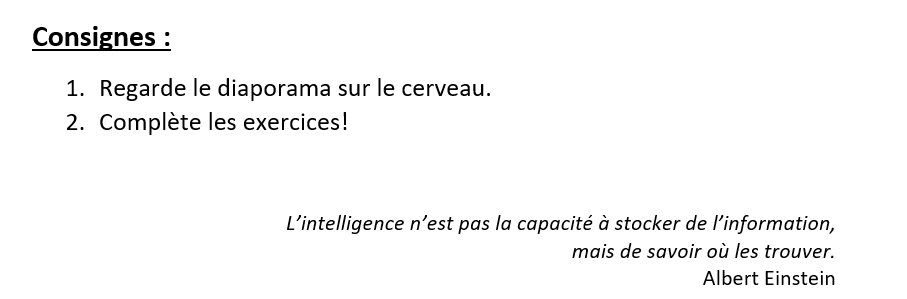 Consignes :
1. Regarde le diaporama sur le cerveau.
2. Complète les exercices!
L’intelligence n’est pas la capacité à stocker de l’information,
mais de savoir où les trouver.
Albert Einstein